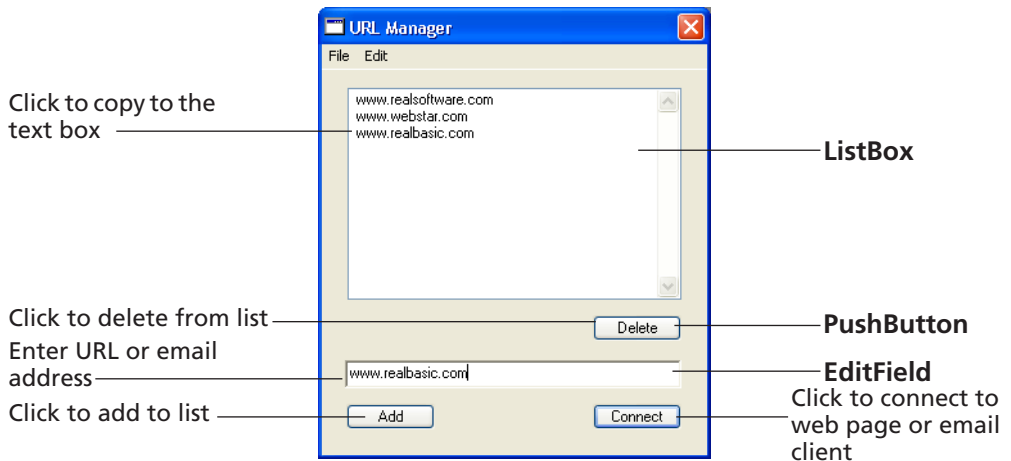 URL Manager
File Edit
Click to copy to the
text box
www.realsoftware.com
www.webstar.com
www.realbasic.com
ListBox
Click to delete from list
Delete
PushButton
Enter URL or email
address
www.realbasic.com
EditField
Click to add to list
Add
Connect
Click to connect to
web page or email
client